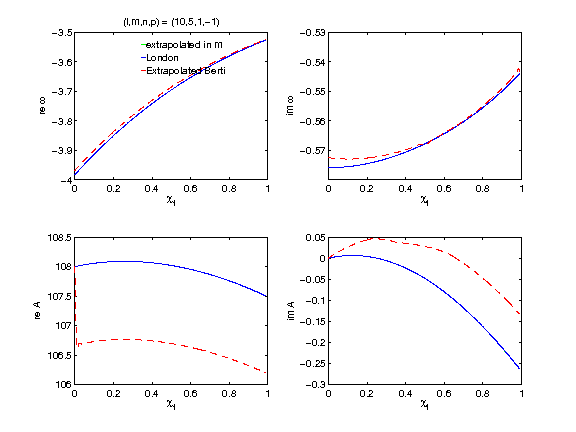 (l,m,n,p) = (10,5,1,−1)
−3.5
−3.6
−3.7
−3.8
−3.9
−4
re ω
extrapolated in m
London
Extrapolated Berti
0 0.2 0.4 0.6 0.8 1
χf
−0.53
−0.54
−0.55
−0.56
−0.57
im ω
0 0.2 0.4 0.6 0.8 1
χf
108.5
108
107.5
107
106.5
106
re A
0 0.2 0.4 0.6 0.8 1
χf
0.05
0
−0.05
−0.1
−0.15
−0.2
−0.25
−0.3
im A
0 0.2 0.4 0.6 0.8 1
χf